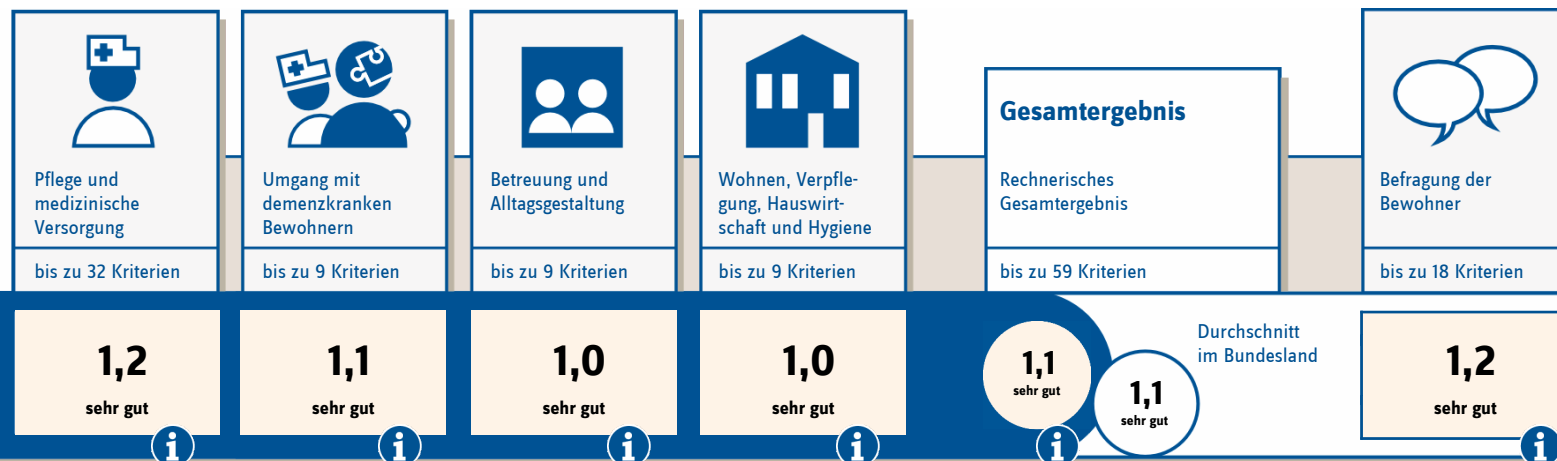 Pflege und
medizinische
Versorgung
bis zu 32 Kriterien
1,2
sehr gut
i
Umgang mit
demenzkranken
Bewohnern
bis zu 9 Kriterien
1,1
sehr gut
i
Betreuung und
Alltagsgestaltung
bis zu 9 Kriterien
1,0
sehr gut
i
Wohnen, Verpfle-
gung, Hauswirt-
schaft und Hygiene
bis zu 9 Kriterien
1,0
sehr gut
i
Gesamtergebnis
Rechnerisches
Gesamtergebnis
bis zu 59 Kriterien
1,1
sehr gut
i
Durchschnitt
im Bundesland
1,1
sehr gut
Befragung der
Bewohner
bis zu 18 Kriterien
1,2
sehr gut
i